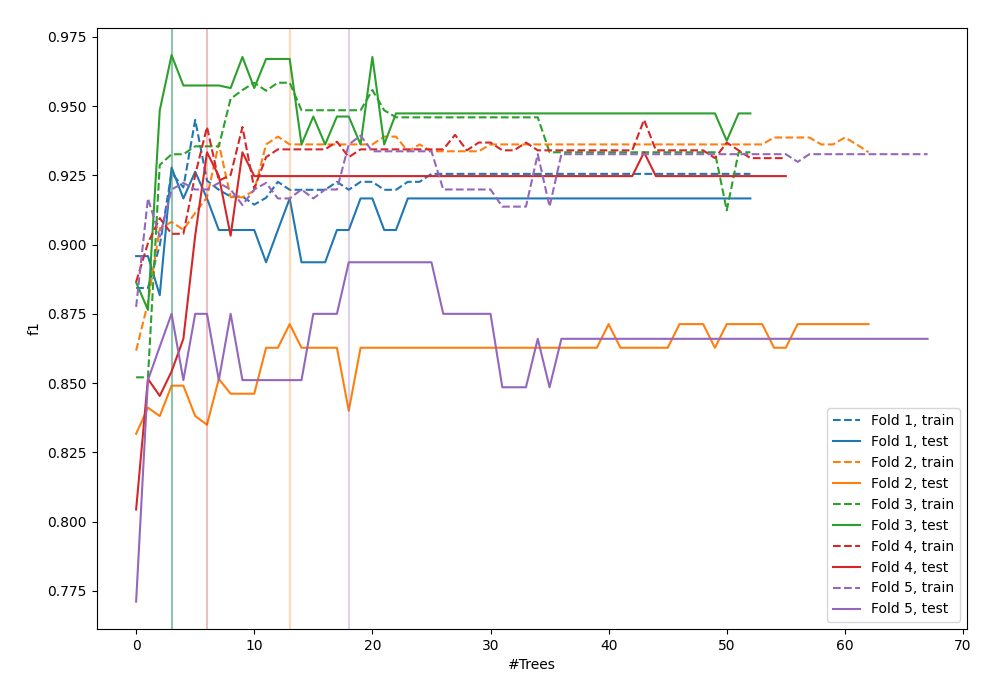 0.975
0.950
0.925
0.900
0.875
0.850
0.825
0.800
0.775
f1
0
10
20
30
40
50
60
70
#Trees
Fold 1, train
Fold 1, test
Fold 2, train
Fold 2, test
Fold 3, train
Fold 3, test
Fold 4, train
Fold 4, test
Fold 5, train
Fold 5, test